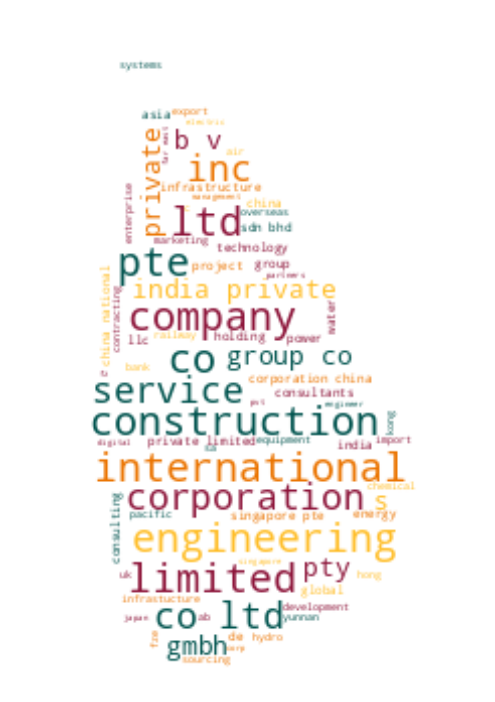 systems
asia export
electric
private
far east
b v
air
inc
infrastructure
management
enterprise
china
ltd
overseas
sdn bhd
marketing
technology
pte
project
group
partners
china national
india private
contracting
company
water
llc
railway
holding
power
co
group co
bank
corporation china
service
consultants
pvt
engineer
construction
kong
digital
private limited
equipment
india
import
international
chemical
corporation
s
consulting
pacific
singapore pte
energy
engineering
singapore
uk
limited
pty
hong
global
infrastucture
development
japan
co ltd
ab
yunnan
fze
gmbh
de
hydro
corp
sourcing